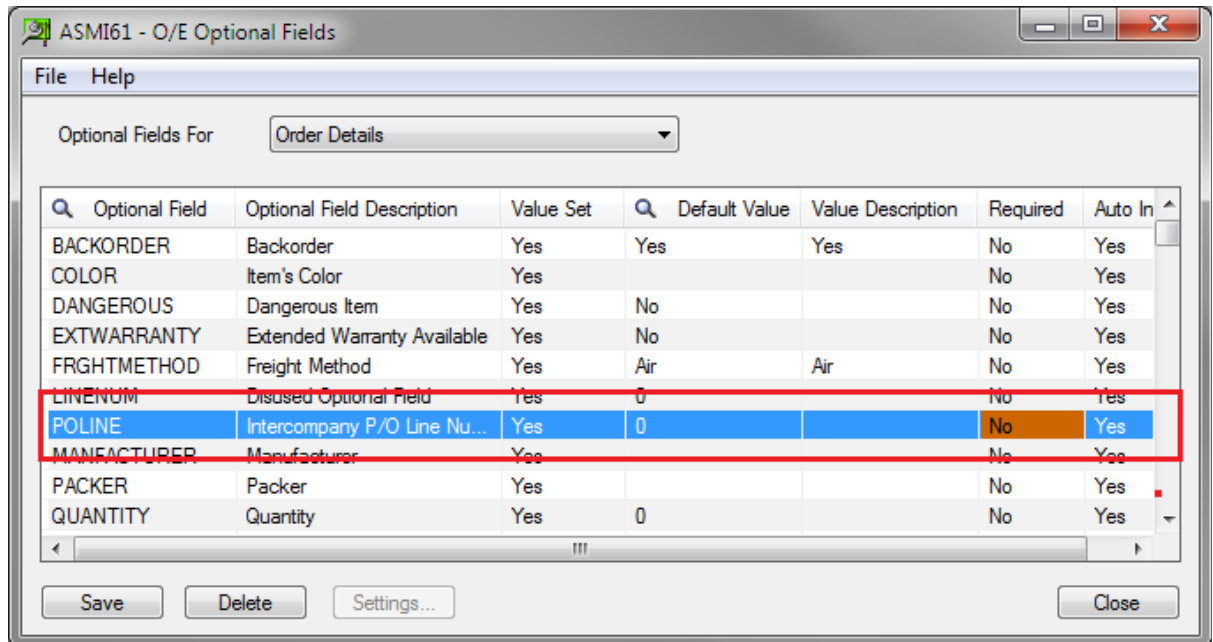 ASMI61 - O/E Optional Fields
File Help
Optional Fields For Order Details
Optional Field Optional Field Description Value Set Default Value Value Description Required Auto In
BACKORDER Backorder Yes Yes Yes No Yes
COLOR Item's Color Yes No Yes
DANGEROUS Dangerous Item Yes No No Yes
EXTWARRANTY Extended Warranty Available Yes No No Yes
FRGHTMETHOD Freight Method Yes Air Air No Yes
LINENUM Disused Optional Field Yes 0 No Yes
POLINE Intercompany P/O Line Nu... Yes 0 No Yes
MANFACTURER Manufacturer Yes No Yes
PACKER Packer Yes No Yes
QUANTITY Quantity Yes 0 No Yes
Save Delete Settings... Close